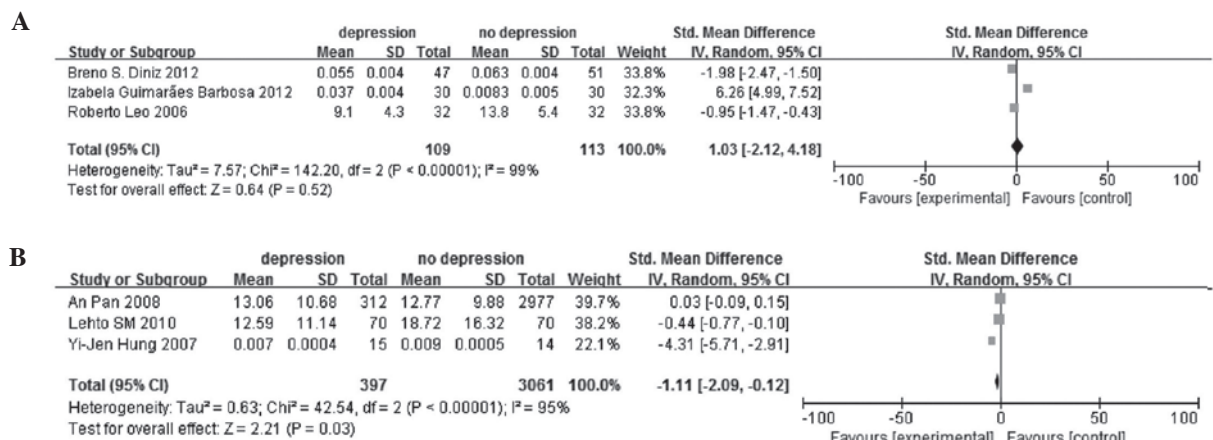 A
depression no depression Std. Mean Difference Std. Mean Difference
Study or Subgroup Mean SD Total Mean SD Total Weight IV, Random, 95% CI IV, Random, 95% CI
Breno S. Diniz 2012 0.055 0.004 47 0.063 0.004 51 33.8% -1.98 [-2.47, -1.50]
Izabela Guimarães Barbosa 2012 0.037 0.004 30 0.0083 0.005 30 32.3% 6.26 [4.99, 7.52]
Roberto Leo 2006 9.1 4.3 32 13.8 5.4 32 33.8% -0.95 [-1.47, -0.43]
Total (95% CI) 109 113 100.0% 1.03 [-2.12, 4.18]
Heterogeneity: Tau² = 7.57; Chi² = 142.20, df = 2 (P < 0.00001); I² = 99%
Test for overall effect: Z = 0.64 (P = 0.52)
-100 -50 0 50 100
Favours [experimental] Favours [control]
B
depression no depression Std. Mean Difference Std. Mean Difference
Study or Subgroup Mean SD Total Mean SD Total Weight IV, Random, 95% CI IV, Random, 95% CI
An Pan 2008 13.06 10.68 312 12.77 9.88 2977 39.7% 0.03 [-0.09, 0.15]
Lehto SM 2010 12.59 11.14 70 18.72 16.32 70 38.2% -0.44 [-0.77, -0.10]
Yi-Jen Hung 2007 0.007 0.0004 15 0.009 0.0005 14 22.1% -4.31 [-5.71, -2.91]
Total (95% CI) 397 3061 100.0% -1.11 [-2.09, -0.12]
Heterogeneity: Tau² = 0.63; Chi² = 42.54, df = 2 (P < 0.00001); I² = 95%
Test for overall effect: Z = 2.21 (P = 0.03)
-100 -50 0 50 100
Favours [experimental] Favours [control]